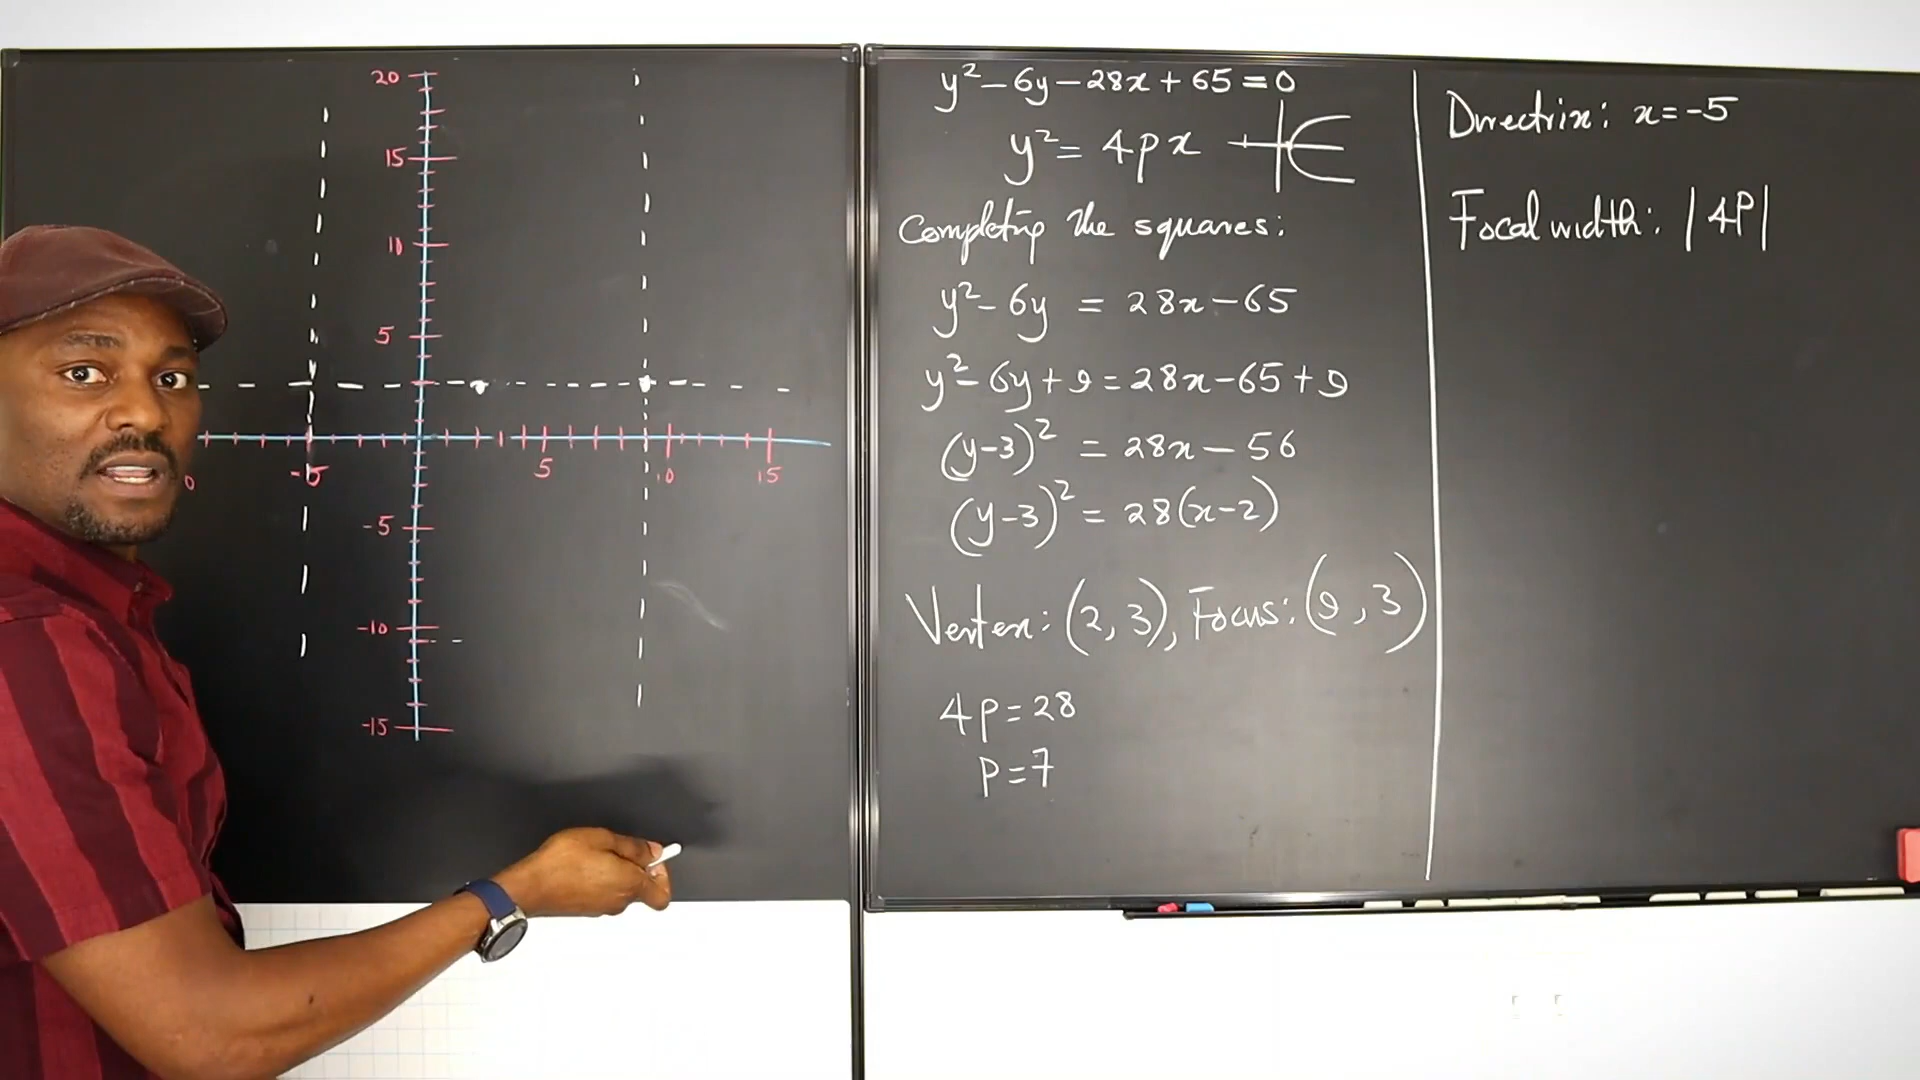 20
15
10
5
0
-5
5
10
15
-5
-10
-15
y² - 6y - 28x + 65 = 0
y² = 4px
Completing the squares:
y² - 6y = 28x - 65
y² - 6y + 9 = 28x - 65 + 9
(y-3)² = 28x - 56
(y-3)² = 28(x-2)
Vertex: (2, 3), Focus: (9, 3)
4p = 28
p = 7
Directrix: x = -5
Focal width: |4P|